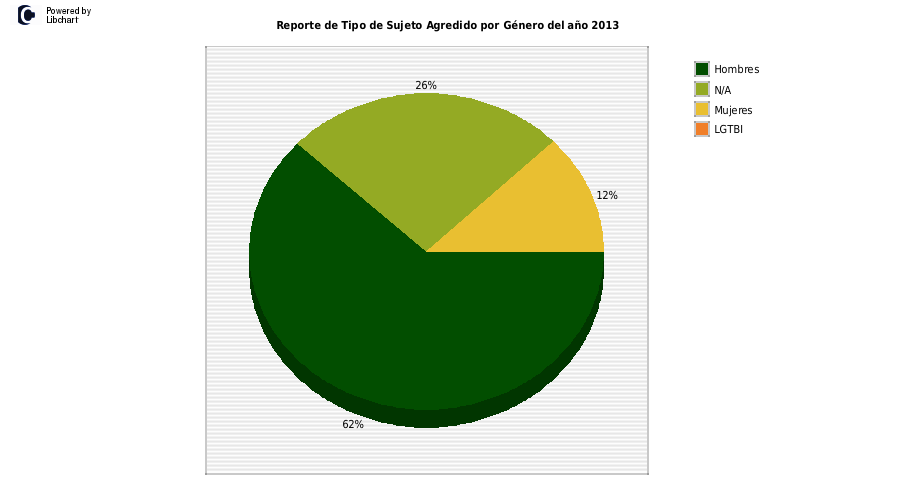 Powered by
Libchart
Reporte de Tipo de Sujeto Agredido por Género del año 2013
Hombres
N/A
Mujeres
LGTBI
26%
12%
62%